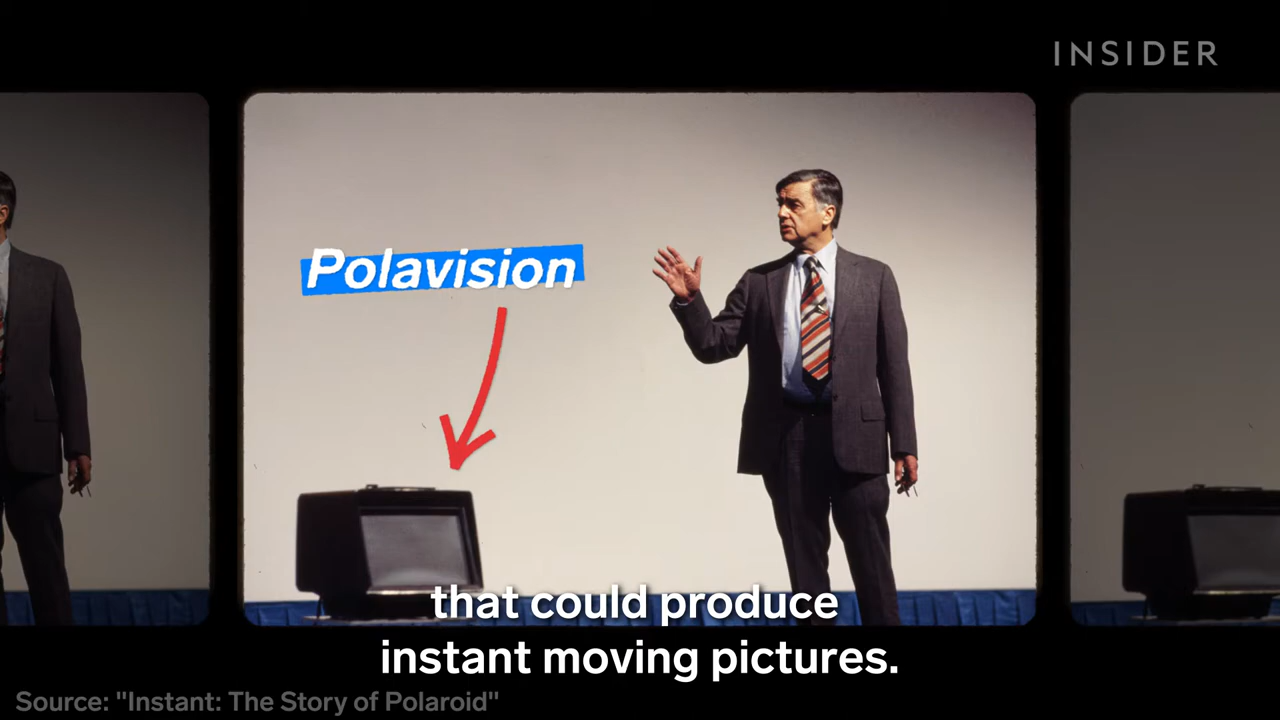 INSIDER
Polavision
that could produce
instant moving pictures.
Source: "Instant: The Story of Polaroid"